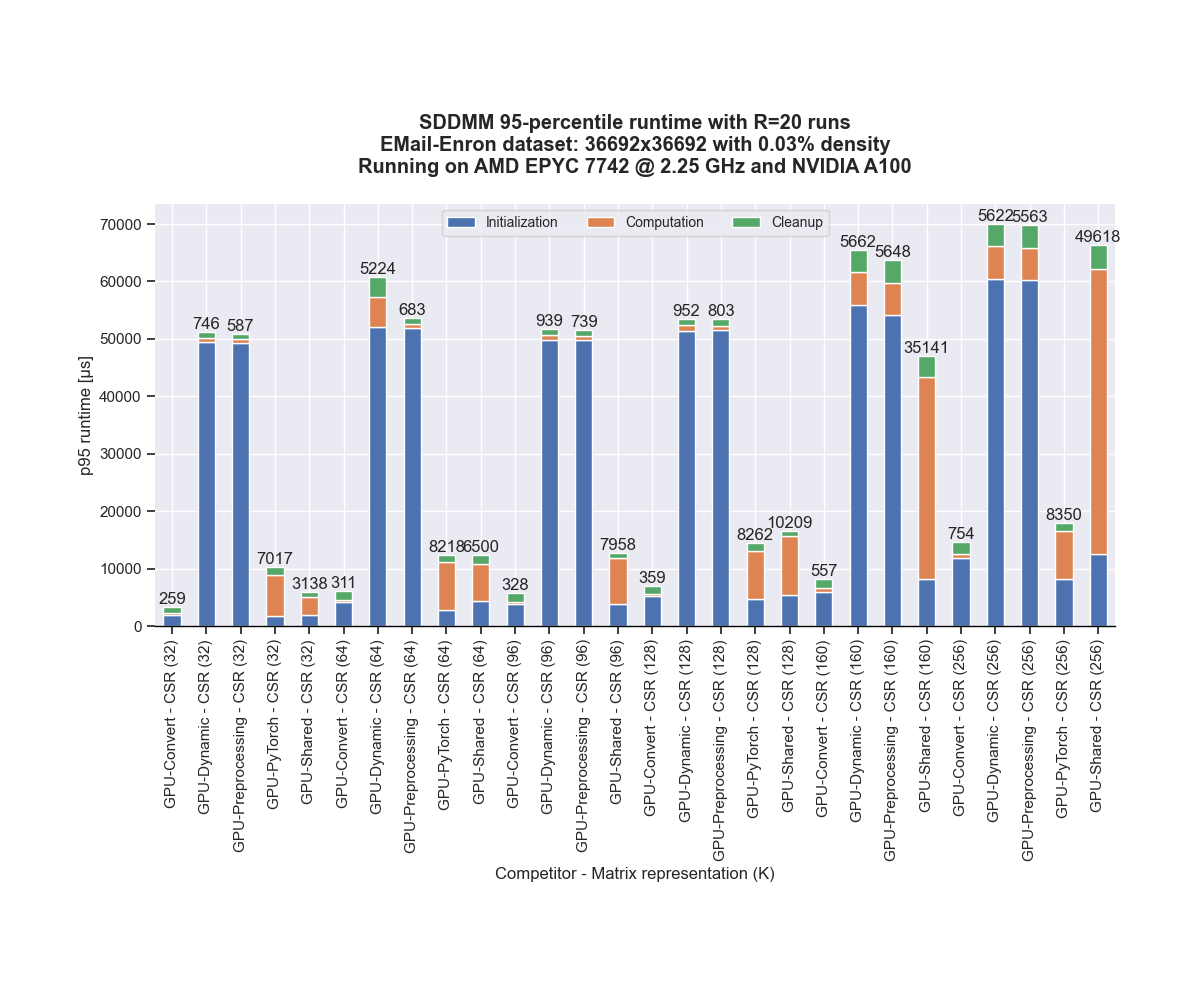 SDDMM 95-percentile runtime with R=20 runs
EMail-Enron dataset: 36692x36692 with 0.03% density
Running on AMD EPYC 7742 @ 2.25 GHz and NVIDIA A100
Initialization
Computation
Cleanup
p95 runtime [µs]
70000
60000
50000
40000
30000
20000
10000
0
259
746
587
7017
3138
311
5224
683
8218
6500
328
939
739
7958
359
952
803
8262
10209
557
5662
5648
35141
754
5622
5563
8350
49618
GPU-Convert - CSR (32)
GPU-Dynamic - CSR (32)
GPU-Preprocessing - CSR (32)
GPU-PyTorch - CSR (32)
GPU-Shared - CSR (32)
GPU-Convert - CSR (64)
GPU-Dynamic - CSR (64)
GPU-Preprocessing - CSR (64)
GPU-PyTorch - CSR (64)
GPU-Shared - CSR (64)
GPU-Convert - CSR (96)
GPU-Dynamic - CSR (96)
GPU-Preprocessing - CSR (96)
GPU-Shared - CSR (96)
GPU-Convert - CSR (128)
GPU-Dynamic - CSR (128)
GPU-Preprocessing - CSR (128)
GPU-PyTorch - CSR (128)
GPU-Shared - CSR (128)
GPU-Convert - CSR (160)
GPU-Dynamic - CSR (160)
GPU-Preprocessing - CSR (160)
GPU-Shared - CSR (160)
GPU-Convert - CSR (256)
GPU-Dynamic - CSR (256)
GPU-Preprocessing - CSR (256)
GPU-PyTorch - CSR (256)
GPU-Shared - CSR (256)
Competitor - Matrix representation (K)